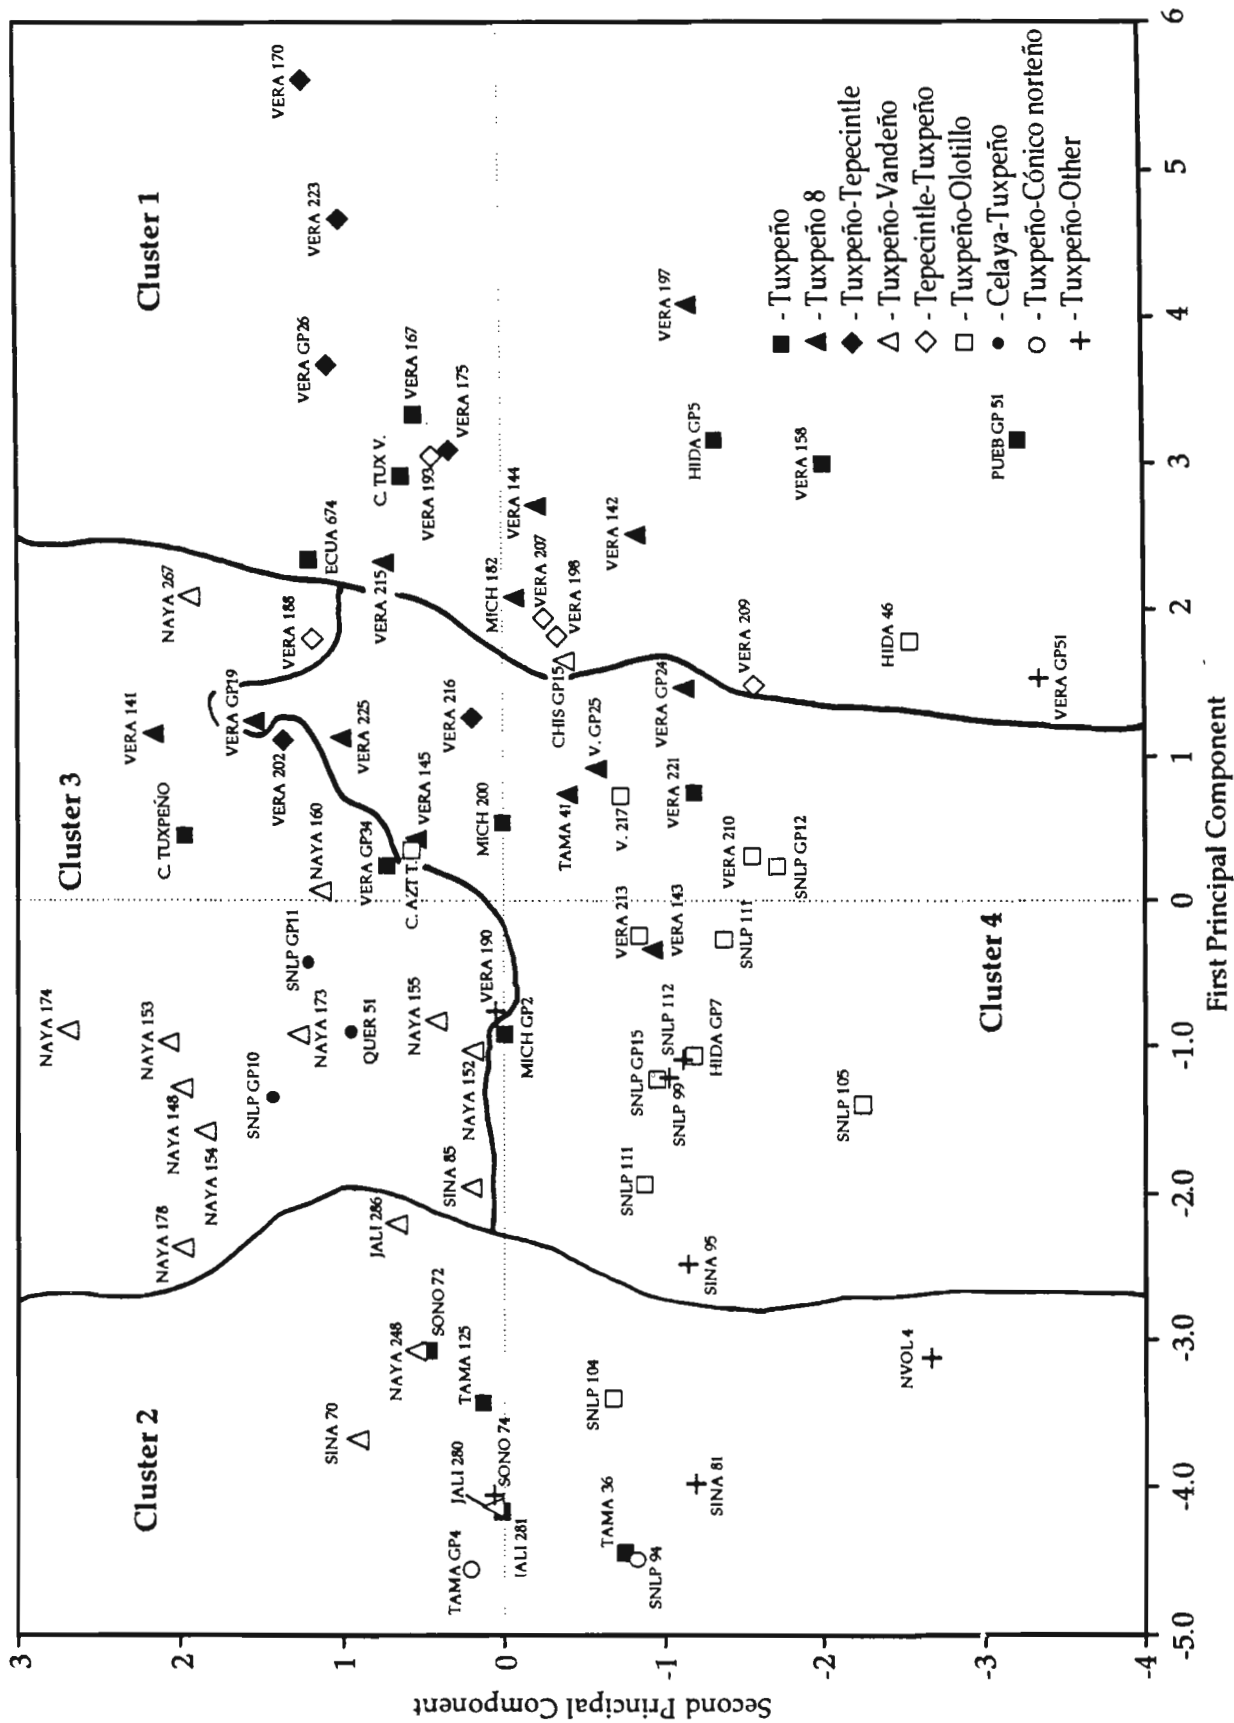 Cluster 1
Cluster 2
Cluster 3
Cluster 4
VERA 170
VERA 223
VERA GP26
VERA 167
VERA 175
C. TUX V.
VERA 193
ECUA 674
VERA 215
VERA 144
VERA 142
VERA 197
HIDA GP5
VERA 158
PUEB GP 51
MICH 182
VERA 207
VERA 198
CHIS GP15
VERA 209
HIDA 46
VERA GP51
NAYA 267
VERA 188
VERA GP19
VERA 141
VERA 202
VERA 225
VERA 216
C. TUXPEÑO
NAYA 160
VERA GP34
C. AZT T.
VERA 145
MICH 200
TAMA 41
V. GP25
V. 217
VERA GP24
VERA 221
VERA 210
SNLP GP12
VERA 213
VERA 143
SNLP 111
NAYA 174
NAYA 153
NAYA 148
NAYA 154
NAYA 178
SNLP GP11
SNLP GP10
NAYA 173
QUER 51
NAYA 155
VERA 190
MICH GP2
NAYA 152
SINA 85
JALI 286
SNLP GP15
SNLP 112
SNLP 99
HIDA GP7
SNLP 111
SNLP 105
SINA 95
NAYA 248
SONO 72
TAMA 125
SINA 70
JALI 280
SONO 74
JALI 281
TAMA GP4
TAMA 36
SNLP 94
SNLP 104
SINA 81
NVOL 4
- Tuxpeño
- Tuxpeño 8
- Tuxpeño-Tepecintle
- Tuxpeño-Vandeño
- Tepecintle-Tuxpeño
- Tuxpeño-Olotillo
- Celaya-Tuxpeño
- Tuxpeño-Cónico norteño
- Tuxpeño-Other
3
2
1
0
-1
-2
-3
-4
Second Principal Component
-5.0
-4.0
-3.0
-2.0
-1.0
0
1
2
3
4
5
6
First Principal Component